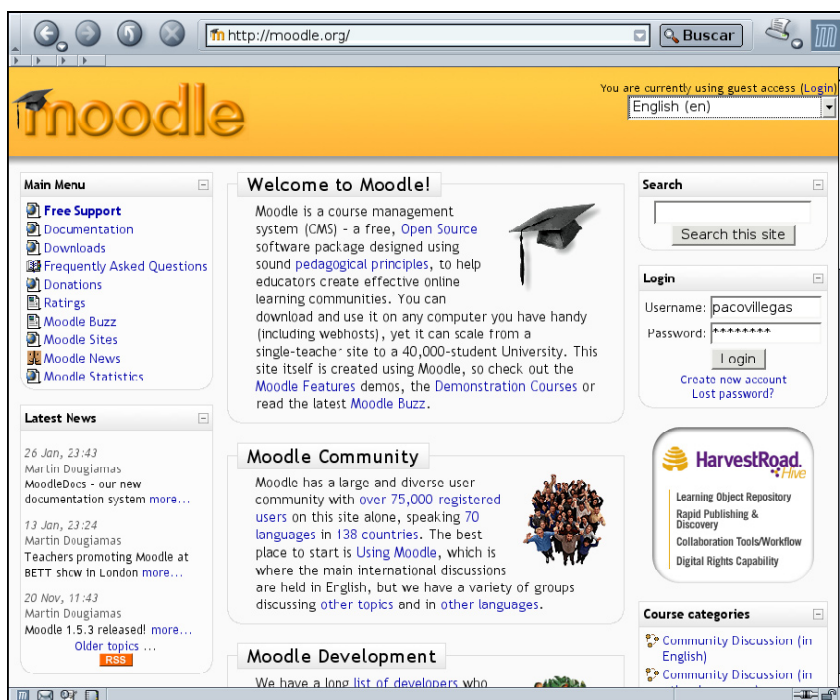 http://moodle.org/
Buscar
You are currently using guest access (Login)
moodle
English (en)
Main Menu
Free Support
Documentation
Downloads
Frequently Asked Questions
Donations
Ratings
Moodle Buzz
Moodle Sites
Moodle News
Moodle Statistics
Latest News
26 Jan, 23:43
Martin Dougiamas
MoodleDocs - our new
documentation system more...
13 Jan, 23:24
Martin Dougiamas
Teachers promoting Moodle at
BETT show in London more...
20 Nov, 11:43
Martin Dougiamas
Moodle 1.5.3 released! more...
Older topics ...
RSS
Welcome to Moodle!
Moodle is a course management
system (CMS) - a free, Open Source
software package designed using
sound pedagogical principles, to help
educators create effective online
learning communities. You can
download and use it on any computer you have handy
(including webhosts), yet it can scale from a
single-teacher site to a 40,000-student University. This
site itself is created using Moodle, so check out the
Moodle Features demos, the Demonstration Courses or
read the latest Moodle Buzz.
Moodle Community
Moodle has a large and diverse user
community with over 75,000 registered
users on this site alone, speaking 70
languages in 138 countries. The best
place to start is Using Moodle, which is
where the main international discussions
are held in English, but we have a variety of groups
discussing other topics and in other languages.
Moodle Development
We have a long list of developers who
Search
Search this site
Login
Username: pacovillegas
Password: ********
Login
Create new account
Lost password?
HarvestRoad
Hive
Learning Object Repository
Rapid Publishing &
Discovery
Collaboration Tools/Workflow
Digital Rights Capability
Course categories
Community Discussion (in
English)
Community Discussion (in